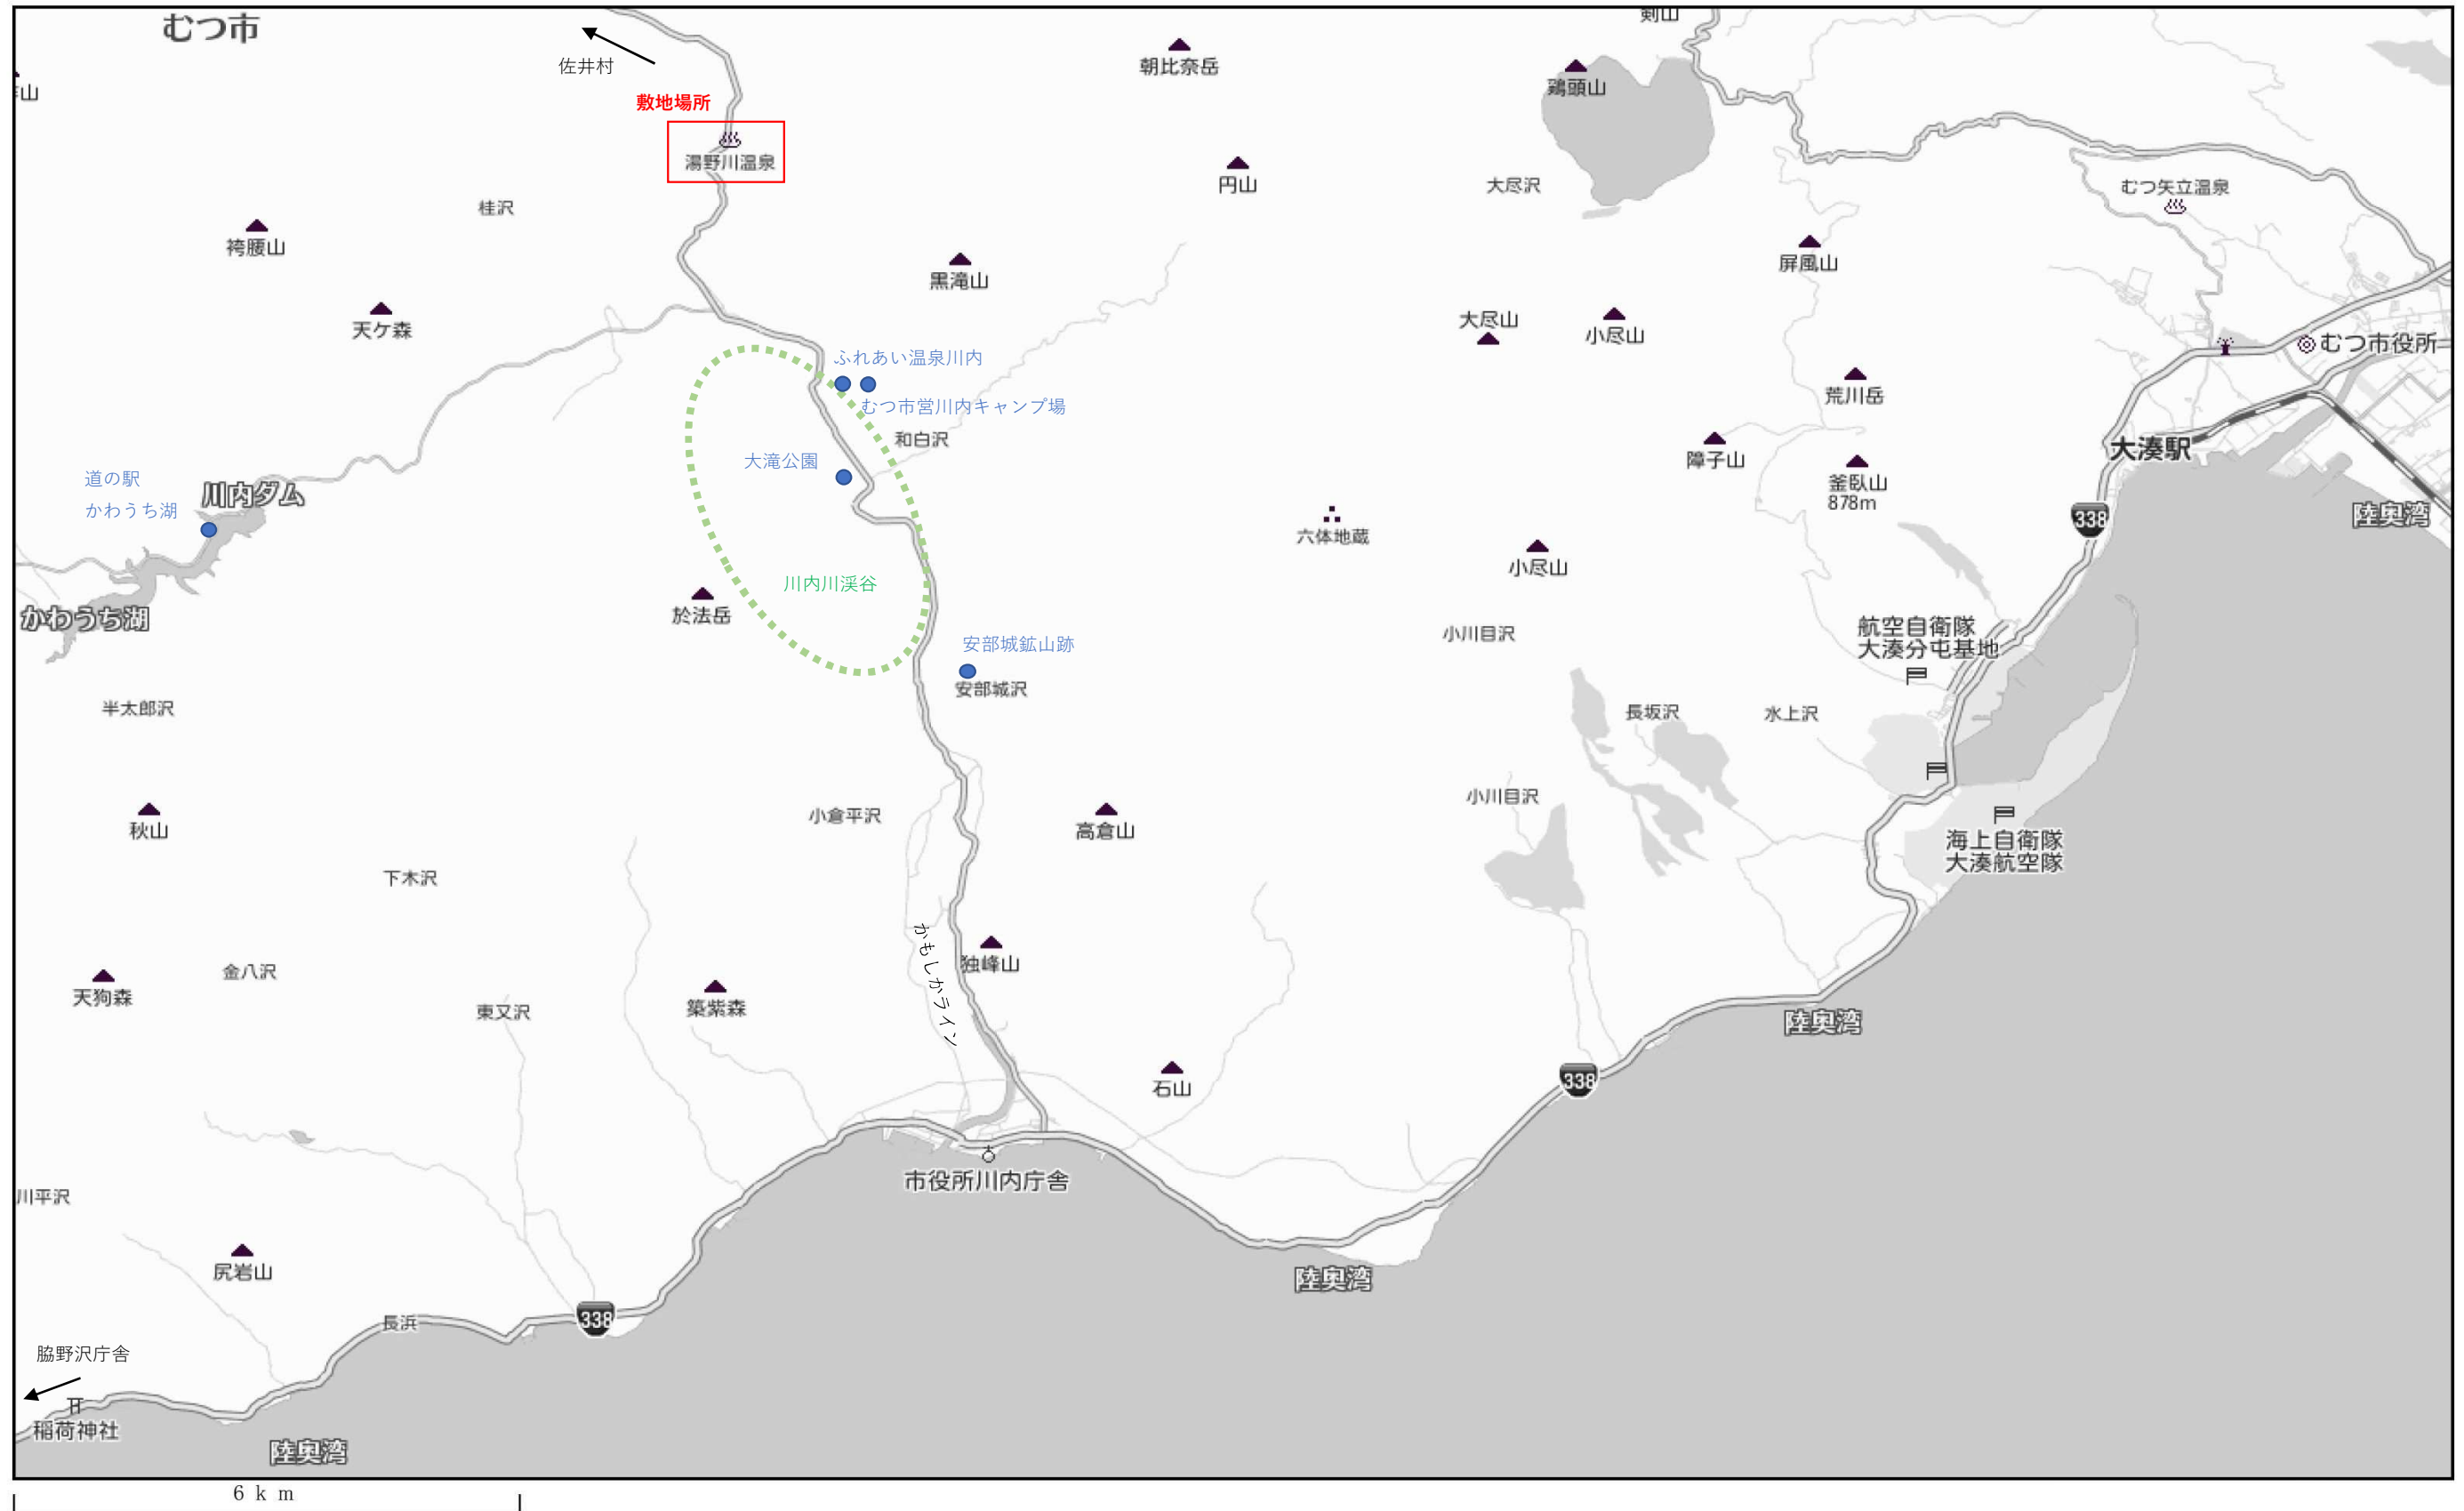 むつ市
剣山
佐井村
朝比奈岳
鶏頭山
山
敷地場所
湯野川温泉
円山
大尽沢
むつ矢立温泉
桂沢
袴腰山
黒滝山
屏風山
天ケ森
大尽山
小尽山
むつ市役所
ふれあい温泉川内
むつ市営川内キャンプ場
荒川岳
和白沢
大滝公園
障子山
大湊駅
道の駅
かわうち湖
川内ダム
釜臥山
878m
338
陸奥湾
六体地蔵
小尽山
川内川渓谷
於法岳
かわうち湖
小川目沢
航空自衛隊
大湊分屯基地
安部城鉱山跡
安部城沢
半太郎沢
長坂沢
水上沢
小川目沢
秋山
小倉平沢
高倉山
海上自衛隊
大湊航空隊
下木沢
かもしかライン
独峰山
金八沢
天狗森
東又沢
築紫森
陸奥湾
石山
338
市役所川内庁舎
川平沢
尻岩山
陸奥湾
338
長浜
脇野沢庁舎
稲荷神社
陸奥湾
6km